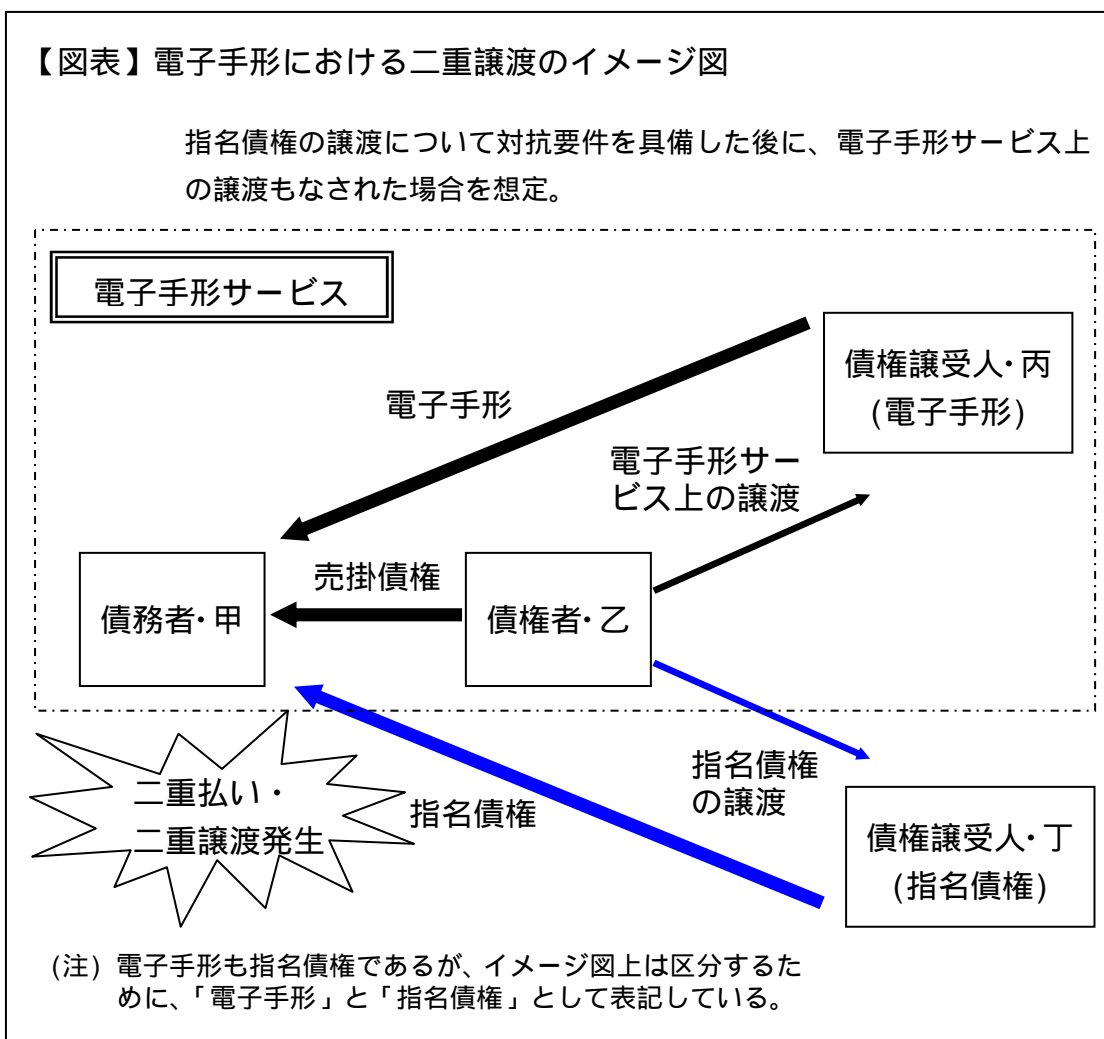 【図表】電子手形における二重譲渡のイメージ図
指名債権の譲渡について対抗要件を具備した後に、電子手形サービス上
の譲渡もなされた場合を想定。
電子手形サービス
債権譲受人・丙
(電子手形)
電子手形
電子手形サー
ビス上の譲渡
売掛債権
債務者・甲
債権者・乙
二重払い・
二重譲渡発生
指名債権
指名債権
の譲渡
債権譲受人・丁
(指名債権)
(注) 電子手形も指名債権であるが、イメージ図上は区分するた
めに、「電子手形」と「指名債権」として表記している。